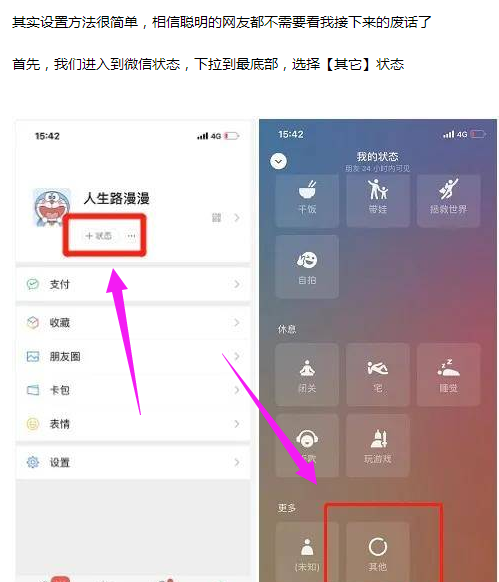 其实设置方法很简单，相信聪明的网友都不需要看我接下来的废话了
首先，我们进入到微信状态，下拉到最底部，选择【其它】状态
15:42
4G
人生路漫漫
+ 状态
支付
收藏
朋友圈
卡包
表情
设置
15:42
4G
我的状态
朋友 24 小时内可见
干饭
带娃
拯救世界
自拍
休息
闭关
宅
睡觉
玩游戏
更多
(未知)
其他